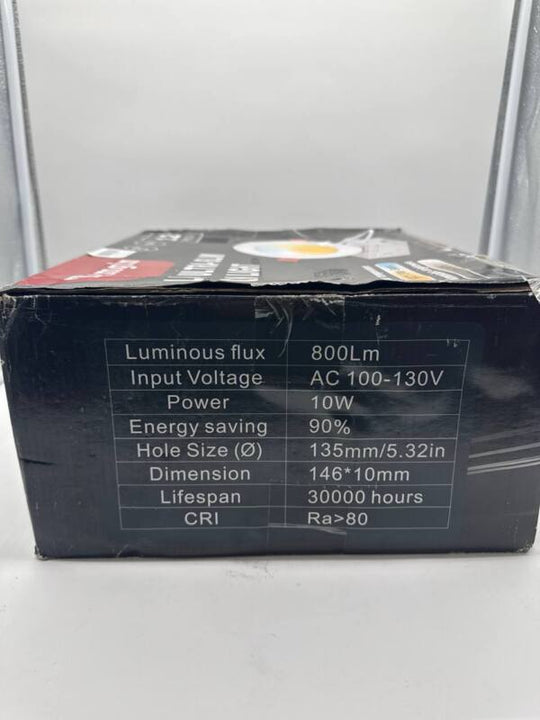 Luminous flux 800Lm
Input Voltage AC 100-130V
Power 10W
Energy saving 90%
Hole Size (Ø) 135mm/5.32in
Dimension 146*10mm
Lifespan 30000 hours
CRI Ra>80